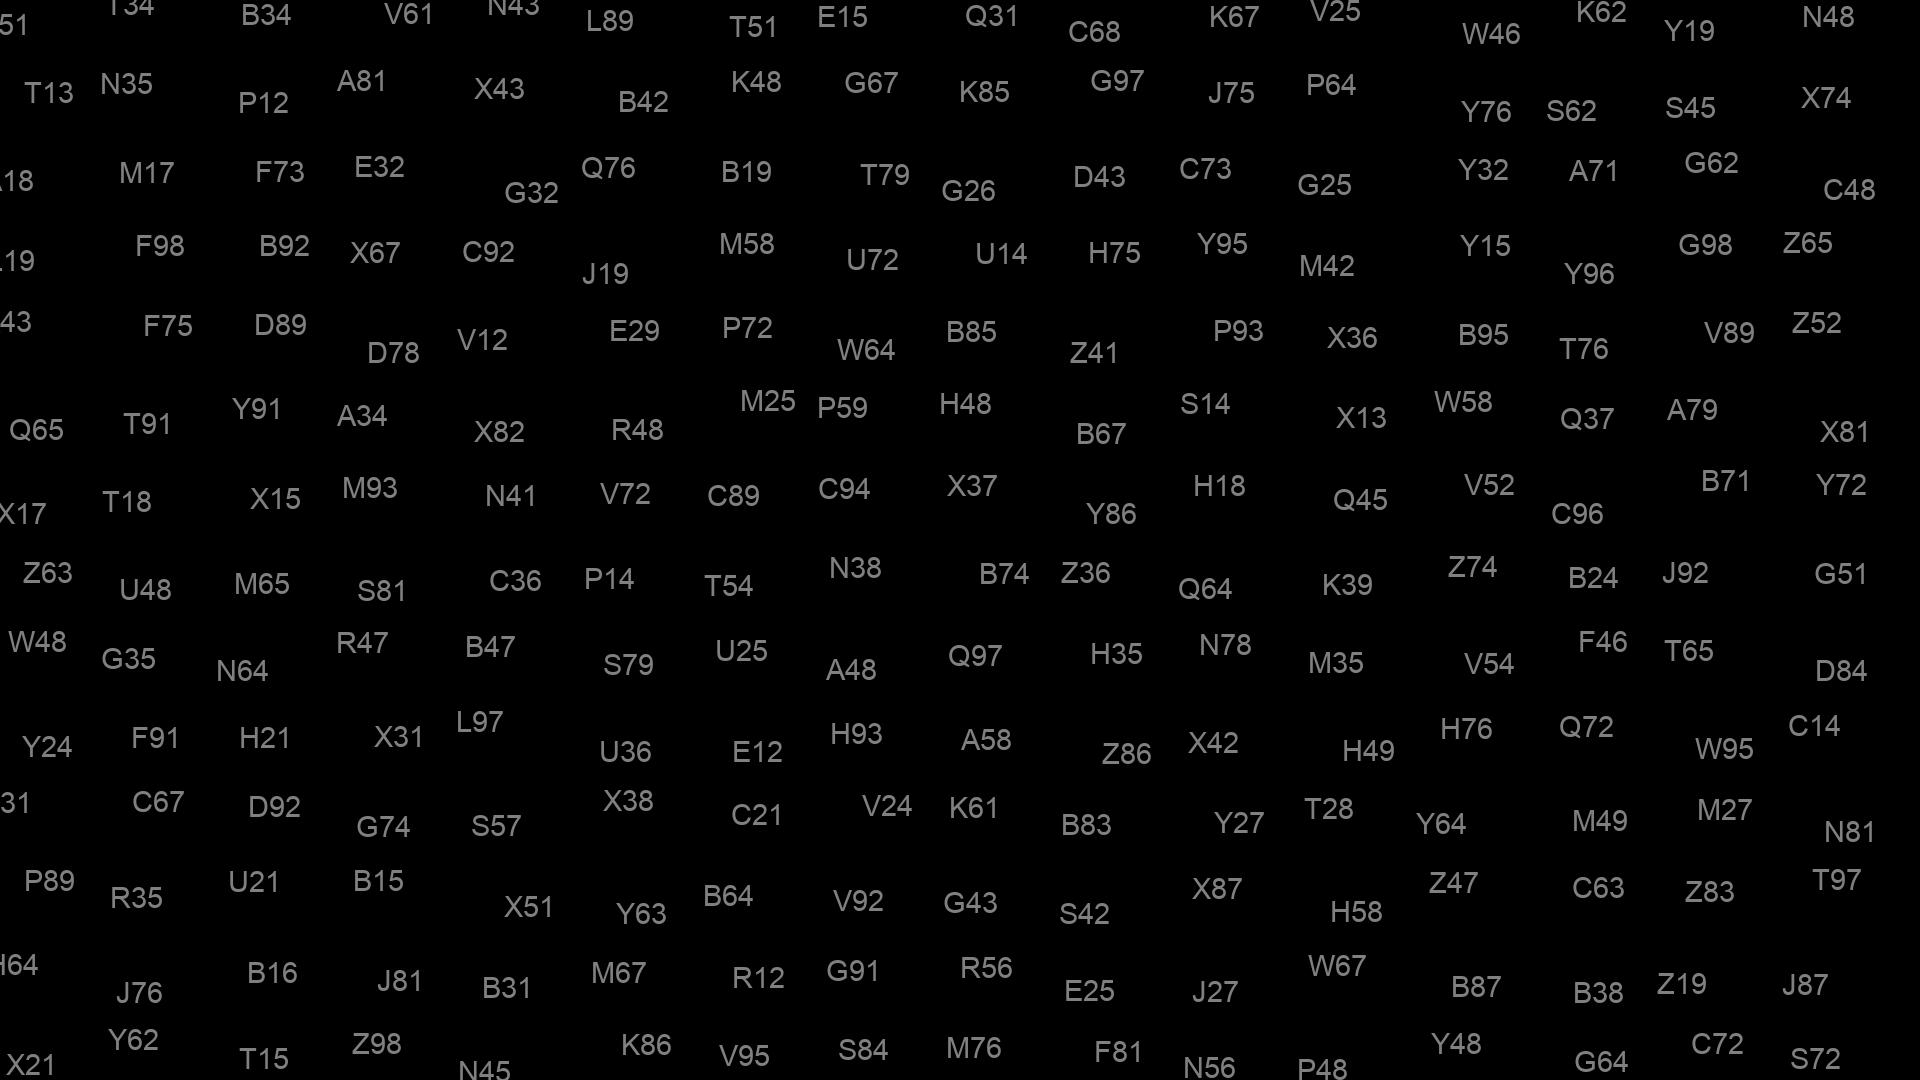 51 T34 B34 V61 N43 L89 T51 E15 Q31 C68 K67 V25 W46 K62 Y19 N48
T13 N35 P12 A81 X43 B42 K48 G67 K85 G97 J75 P64 Y76 S62 S45 X74
18 M17 F73 E32 G32 Q76 B19 T79 G26 D43 C73 G25 Y32 A71 G62 C48
19 F98 B92 X67 C92 J19 M58 U72 U14 H75 Y95 M42 Y15 Y96 G98 Z65
43 F75 D89 D78 V12 E29 P72 W64 B85 Z41 P93 X36 B95 T76 V89 Z52
Q65 T91 Y91 A34 X82 R48 M25 P59 H48 B67 S14 X13 W58 Q37 A79 X81
X17 T18 X15 M93 N41 V72 C89 C94 X37 Y86 H18 Q45 V52 C96 B71 Y72
Z63 U48 M65 S81 C36 P14 T54 N38 B74 Z36 Q64 K39 Z74 B24 J92 G51
W48 G35 N64 R47 B47 S79 U25 A48 Q97 H35 N78 M35 V54 F46 T65 D84
Y24 F91 H21 X31 L97 U36 E12 H93 A58 Z86 X42 H49 H76 Q72 W95 C14
31 C67 D92 G74 S57 X38 C21 V24 K61 B83 Y27 T28 Y64 M49 M27 N81
P89 R35 U21 B15 X51 Y63 B64 V92 G43 S42 X87 H58 Z47 C63 Z83 T97
H64 J76 B16 J81 B31 M67 R12 G91 R56 E25 J27 W67 B87 B38 Z19 J87
X21 Y62 T15 Z98 N45 K86 V95 S84 M76 F81 N56 P48 Y48 G64 C72 S72